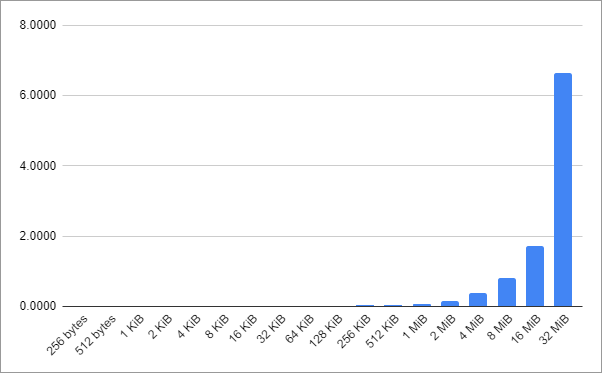 8.0000
6.0000
4.0000
2.0000
0.0000
256 bytes
512 bytes
1 KiB
2 KiB
4 KiB
8 KiB
16 KiB
32 KiB
64 KiB
128 KiB
256 KiB
512 KiB
1 MiB
2 MiB
4 MiB
8 MiB
16 MiB
32 MiB